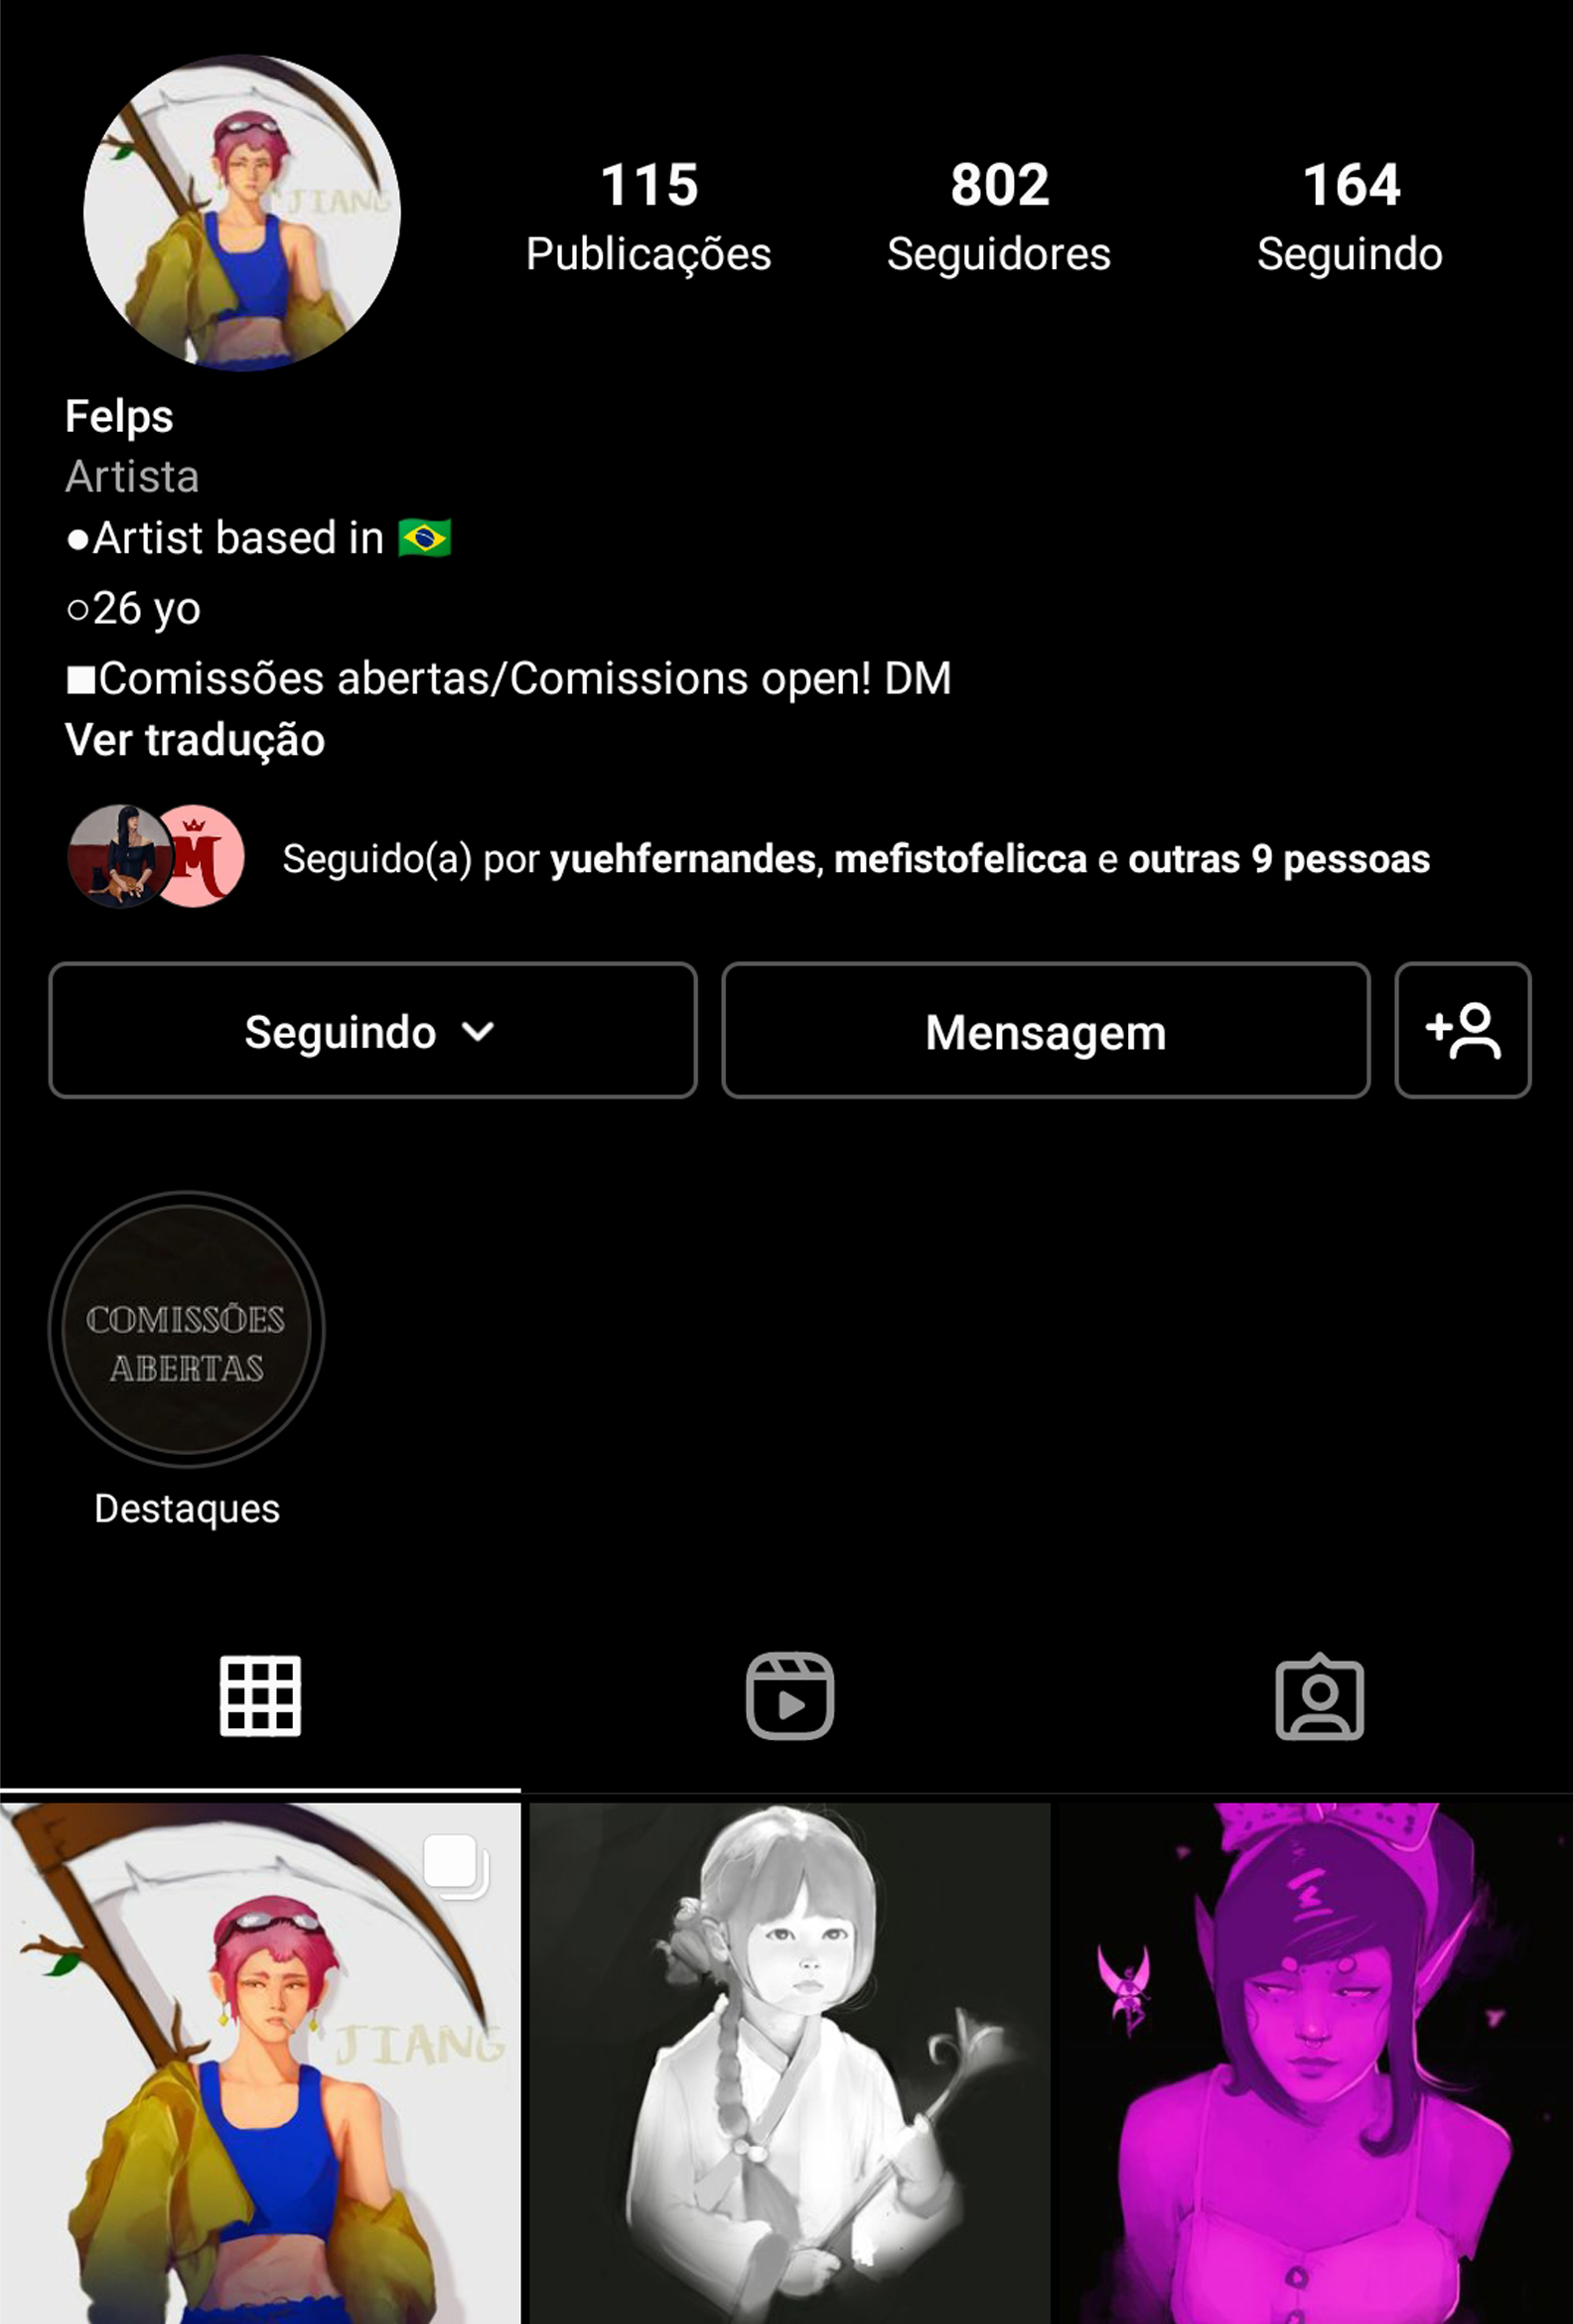 JIANG
115
Publicações
802
Seguidores
164
Seguindo
Felps
Artista
●Artist based in 🇧🇷
○26 yo
■Comissões abertas/Comissions open! DM
Ver tradução
M
Seguido(a) por yuehfernandes, mefistofelicca e outras 9 pessoas
Seguindo
Mensagem
COMISSÕES
ABERTAS
Destaques
JIANG